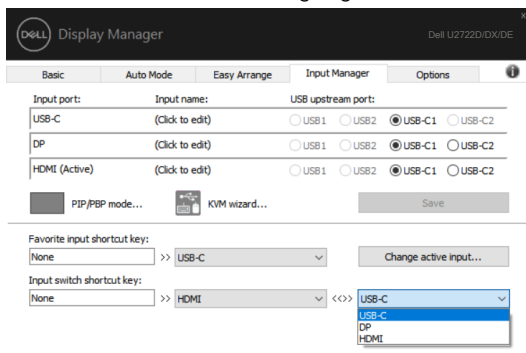 DELL Display Manager
Dell U2722D/DX/DE
x
Basic Auto Mode Easy Arrange Input Manager Options
Input port: Input name: USB upstream port:
USB-C (Click to edit) USB1 USB2 USB-C1 USB-C2
DP (Click to edit) USB1 USB2 USB-C1 USB-C2
HDMI (Active) (Click to edit) USB1 USB2 USB-C1 USB-C2
PIP/PBP mode... KVM wizard... Save
Favorite input shortcut key:
None >> USB-C Change active input...
Input switch shortcut key:
None >> HDMI <<>> USB-C
USB-C
DP
HDMI